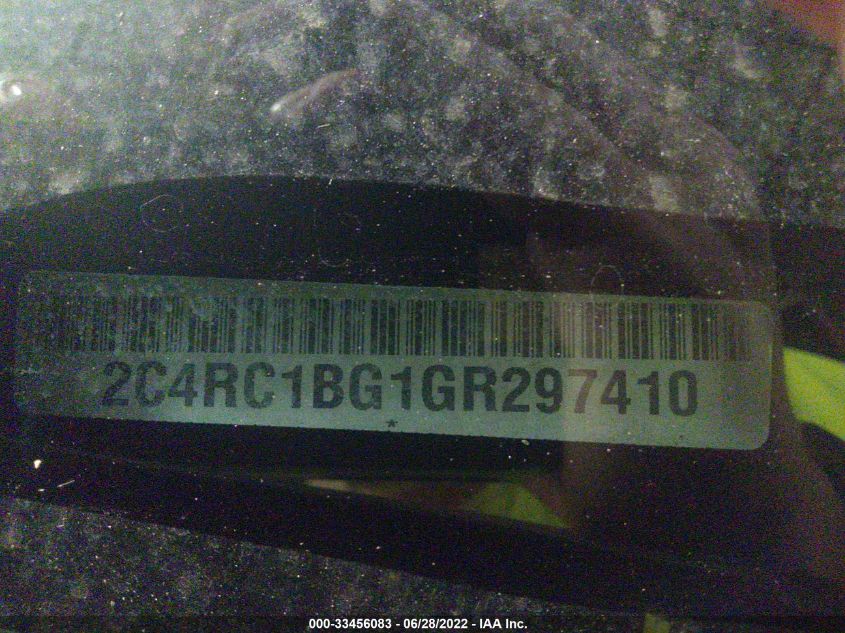 2C4RC1BG1GR297410
*
000-33456083 - 06/28/2022 - IAA Inc.